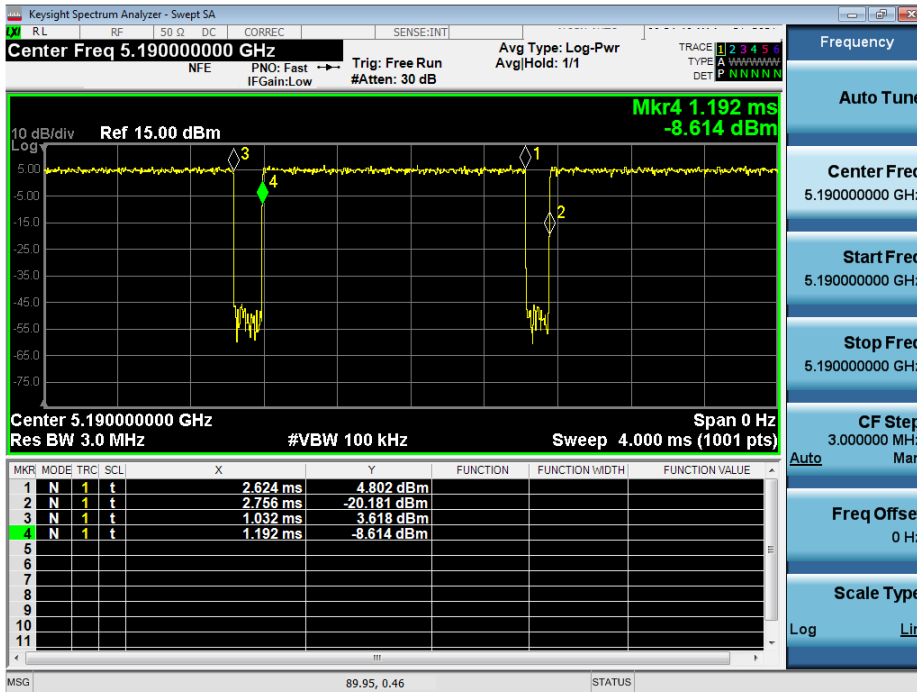 Keysight Spectrum Analyzer - Swept SA
LXI RL RF 50 Ω DC CORREC SENSE:INT
Center Freq 5.190000000 GHz
NFE PNO: Fast IFGain:Low
Trig: Free Run
#Atten: 30 dB
Avg Type: Log-Pwr
Avg|Hold: 1/1
TRACE 1 2 3 4 5 6
TYPE A WWWWW
DET P N N N N N
Frequency
Mkr4 1.192 ms
-8.614 dBm
10 dB/div Ref 15.00 dBm
Log
5.00
-5.00
-15.0
-25.0
-35.0
-45.0
-55.0
-65.0
-75.0
3
4
1
2
Center 5.190000000 GHz Span 0 Hz
Res BW 3.0 MHz #VBW 100 kHz Sweep 4.000 ms (1001 pts)
MKR MODE TRC SCL X Y FUNCTION FUNCTION WIDTH FUNCTION VALUE
1 N 1 t 2.624 ms 4.802 dBm
2 N 1 t 2.756 ms -20.181 dBm
3 N 1 t 1.032 ms 3.618 dBm
4 N 1 t 1.192 ms -8.614 dBm
5
6
7
8
9
10
11
MSG 89.95, 0.46 STATUS
Auto Tune
Center Freq
5.190000000 GHz
Start Freq
5.190000000 GHz
Stop Freq
5.190000000 GHz
CF Step
3.000000 MHz
Auto Man
Freq Offset
0 Hz
Scale Type
Log Lin